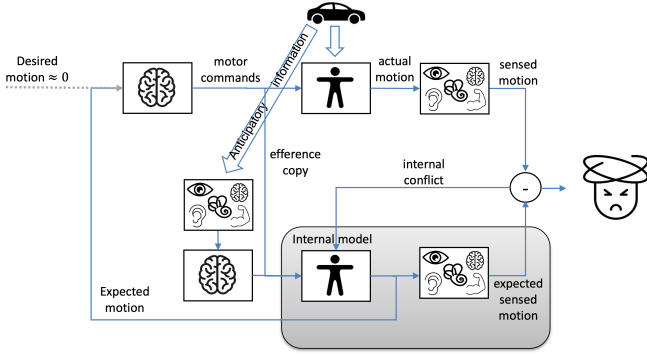 Desired
motion ≈ 0
motor
commands
Anticipatory information
actual
motion
sensed
motion
efference
copy
internal
conflict
-
Internal model
Expected
motion
expected
sensed
motion